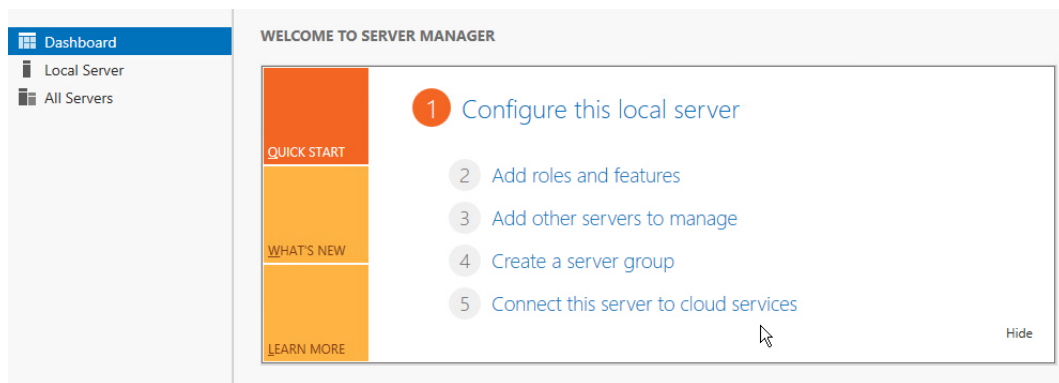 Dashboard
Local Server
All Servers
WELCOME TO SERVER MANAGER
QUICK START
WHAT'S NEW
LEARN MORE
1 Configure this local server
2 Add roles and features
3 Add other servers to manage
4 Create a server group
5 Connect this server to cloud services
Hide